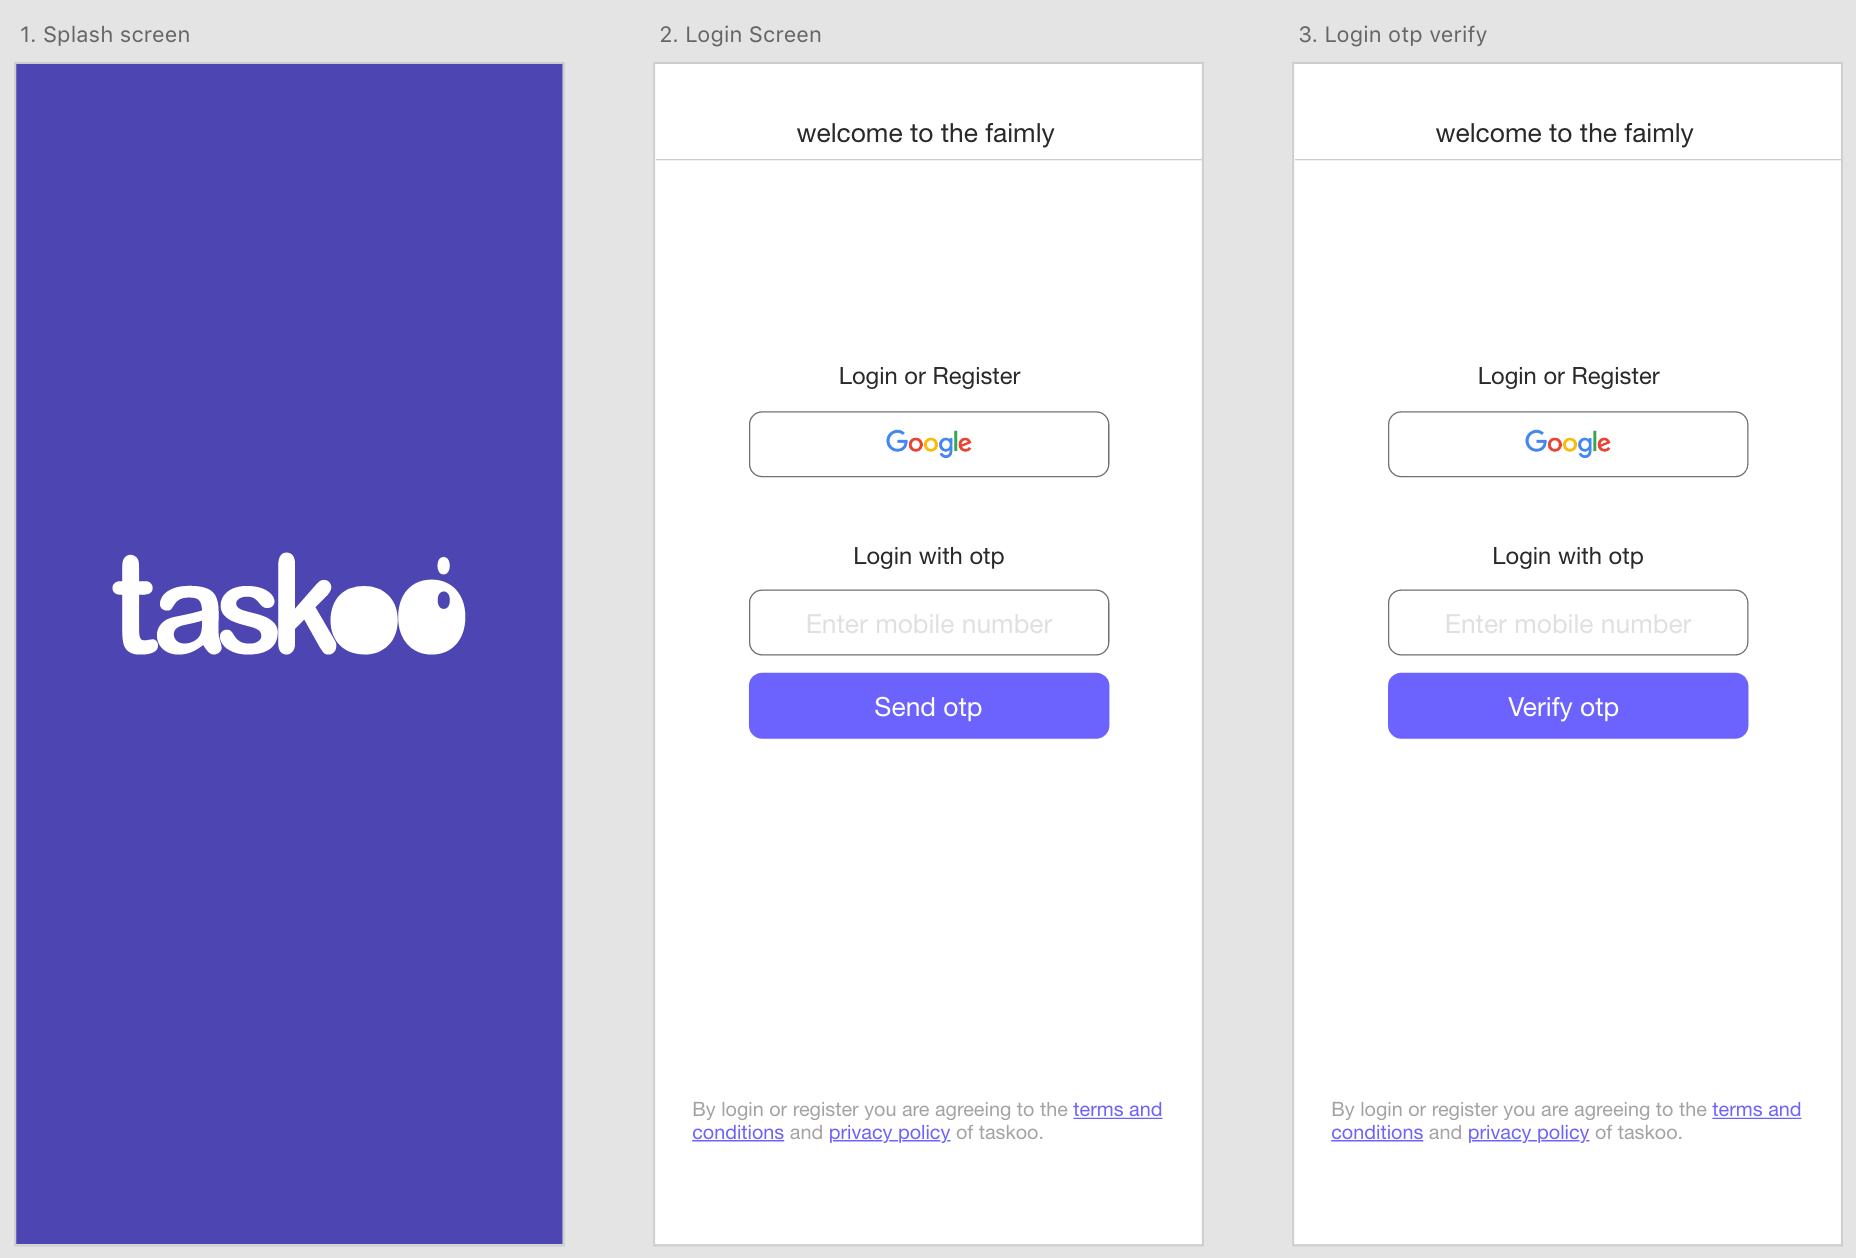 1. Splash screen
taskoo
2. Login Screen
welcome to the faimly
Login or Register
Google
Login with otp
Enter mobile number
Send otp
By login or register you are agreeing to the terms and
conditions and privacy policy of taskoo.
3. Login otp verify
welcome to the faimly
Login or Register
Google
Login with otp
Enter mobile number
Verify otp
By login or register you are agreeing to the terms and
conditions and privacy policy of taskoo.